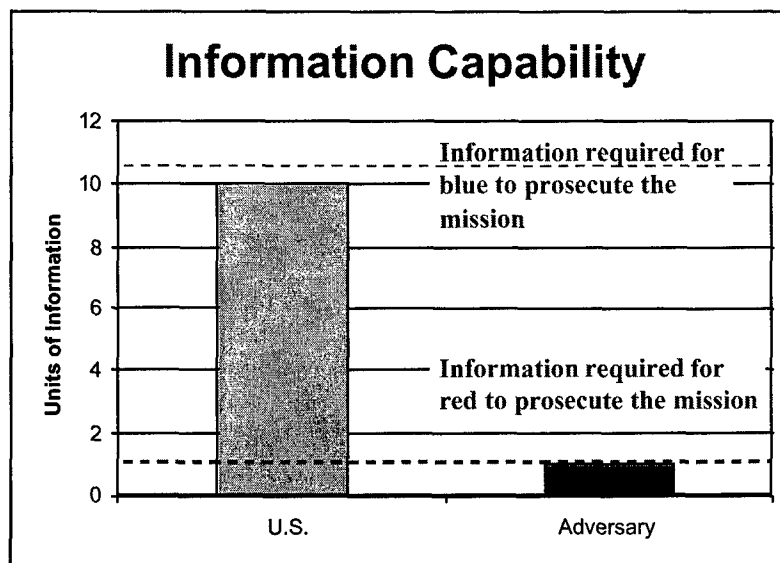 Information Capability
12
10
8
6
4
2
0
Units of Information
Information required for
blue to prosecute the
mission
Information required for
red to prosecute the mission
U.S.
Adversary